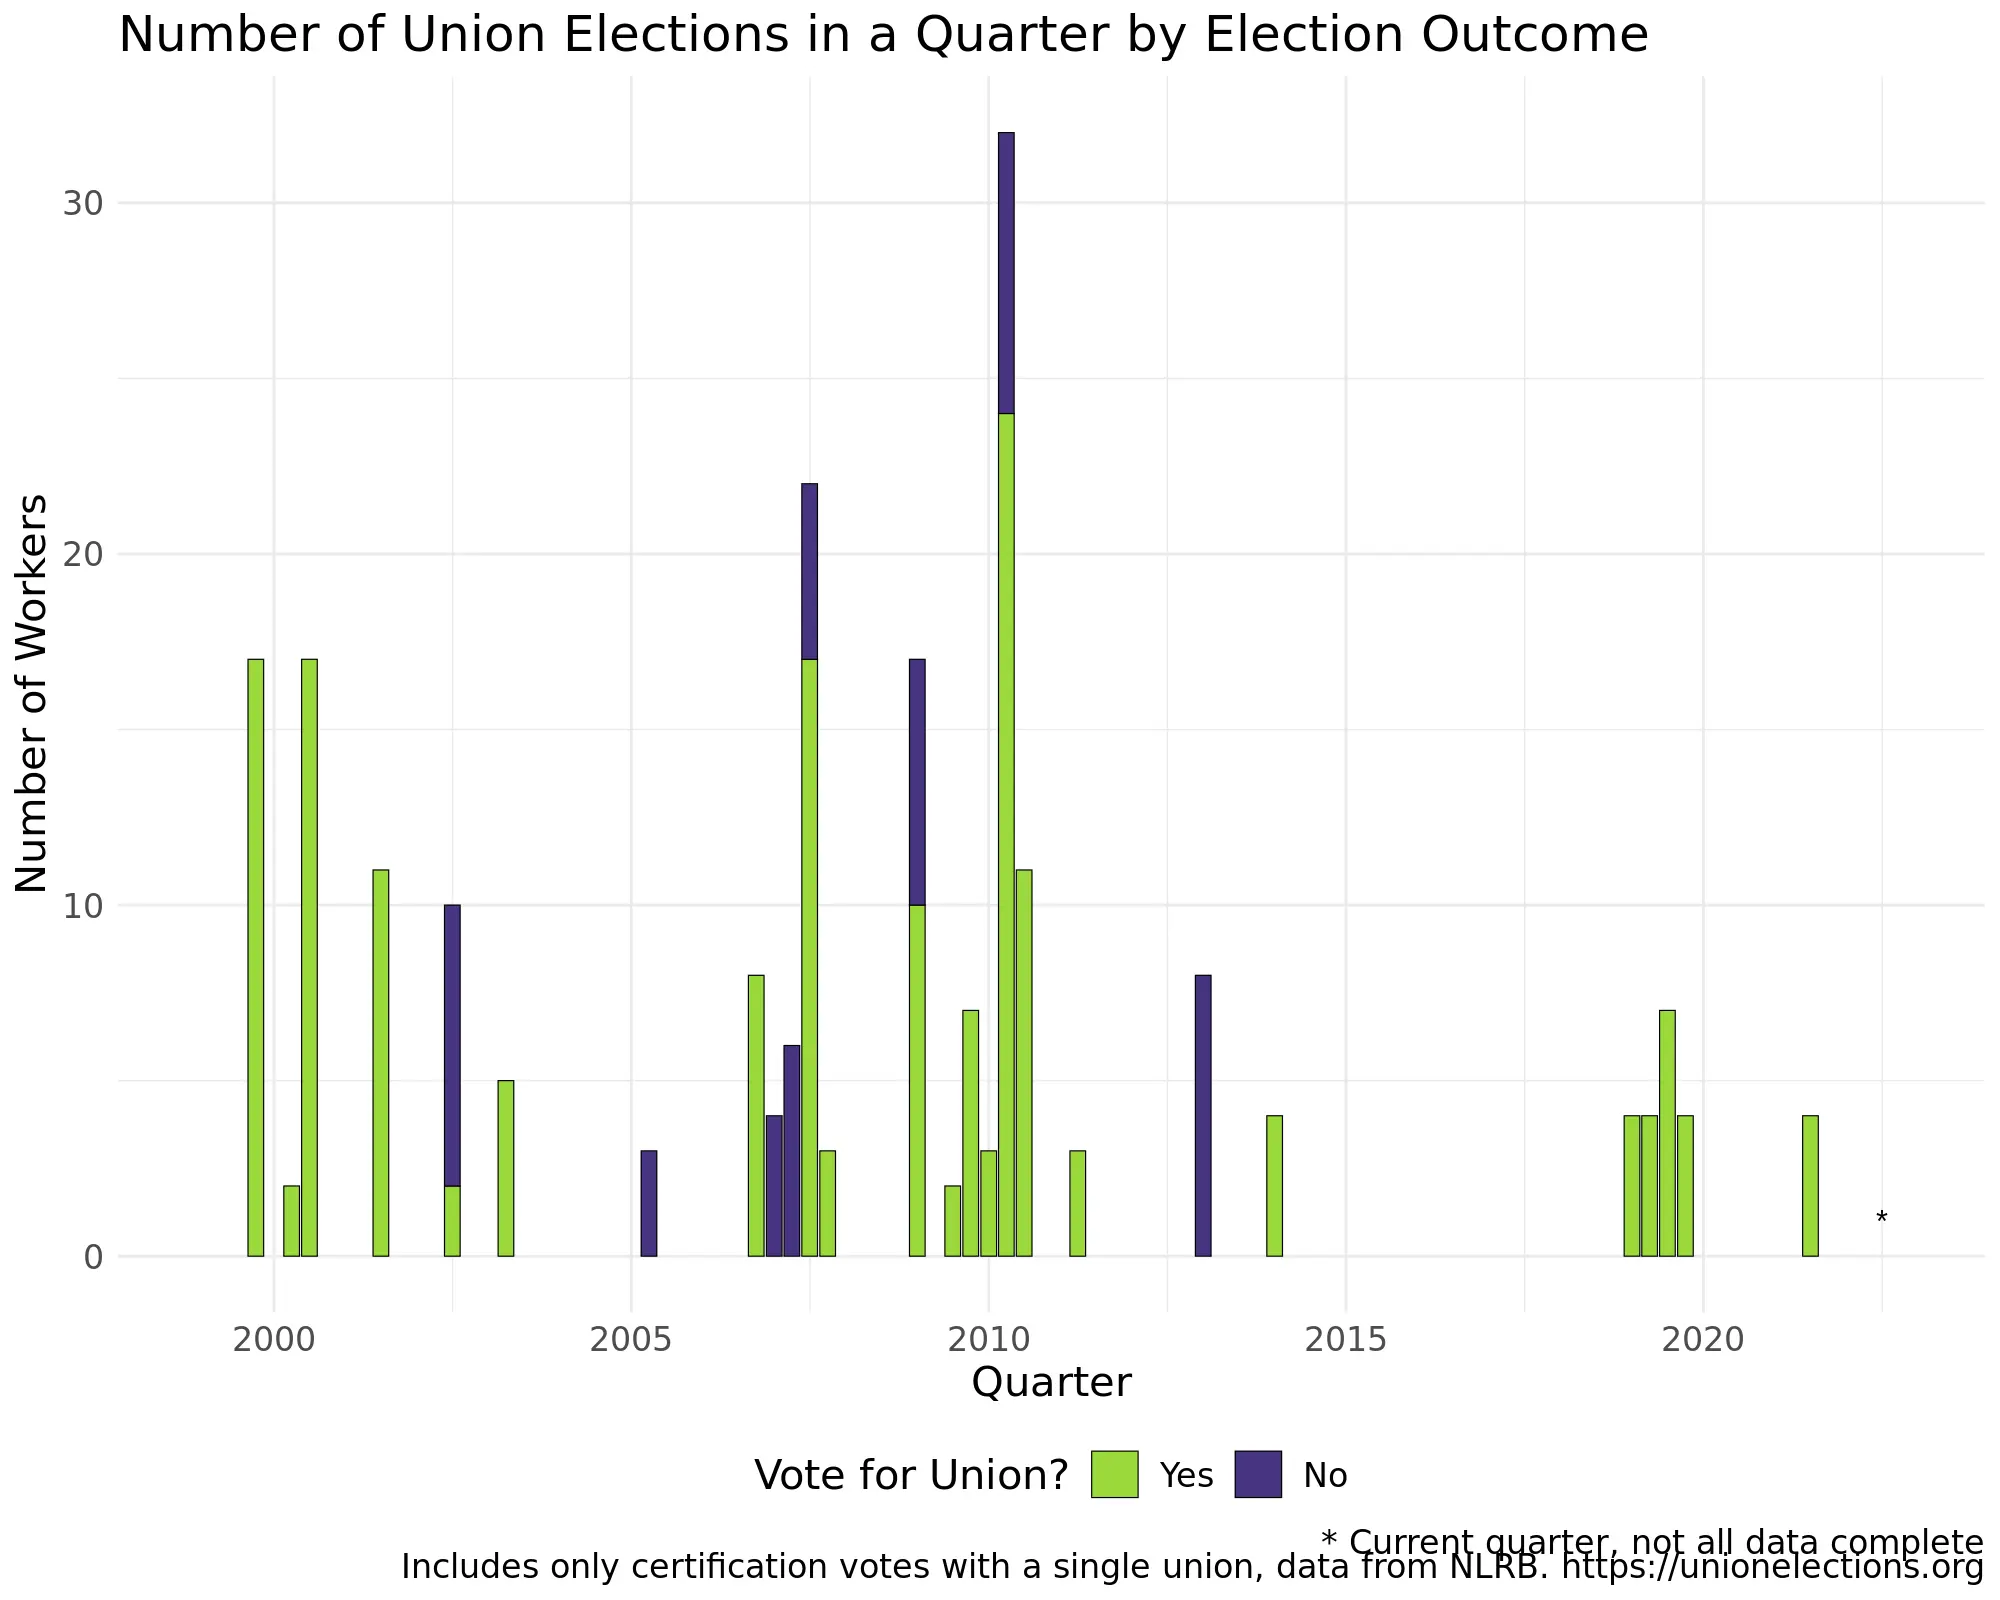 Number of Union Elections in a Quarter by Election Outcome
Number of Workers
30
20
10
0
*
2000 2005 2010 2015 2020
Quarter
Vote for Union? Yes No
* Current quarter, not all data complete
Includes only certification votes with a single union, data from NLRB. https://unionelections.org